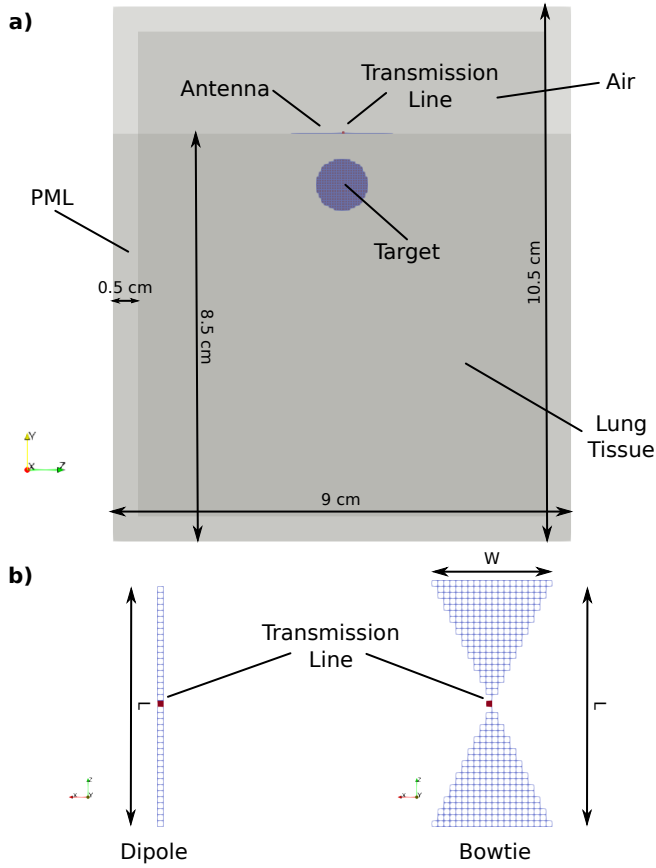 a)
Antenna
Transmission
Line
Air
PML
Target
0.5 cm
8.5 cm
10.5 cm
Lung
Tissue
Y
X
Z
9 cm
b)
W
Transmission
Line
L
L
z
x
Y
z
x
Y
Dipole
Bowtie